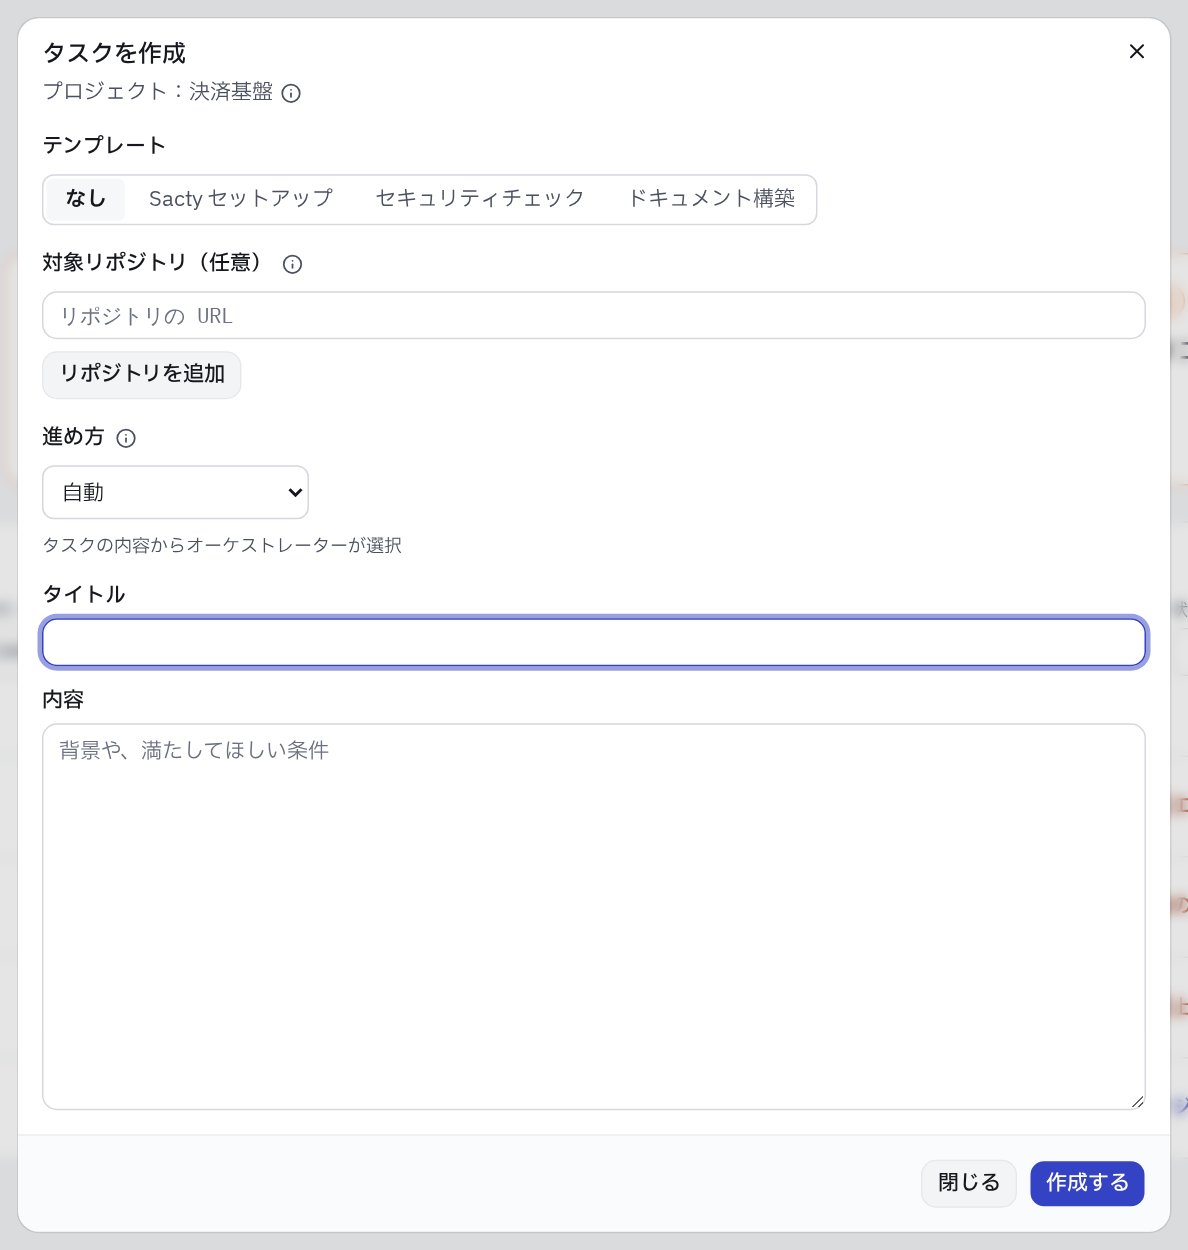 タスクを作成
プロジェクト：決済基盤
テンプレート
なし Sacty セットアップ セキュリティチェック ドキュメント構築
対象リポジトリ（任意）
リポジトリの URL
リポジトリを追加
進め方
自動
タスクの内容からオーケストレーターが選択
タイトル
内容
背景や、満たしてほしい条件
閉じる 作成する